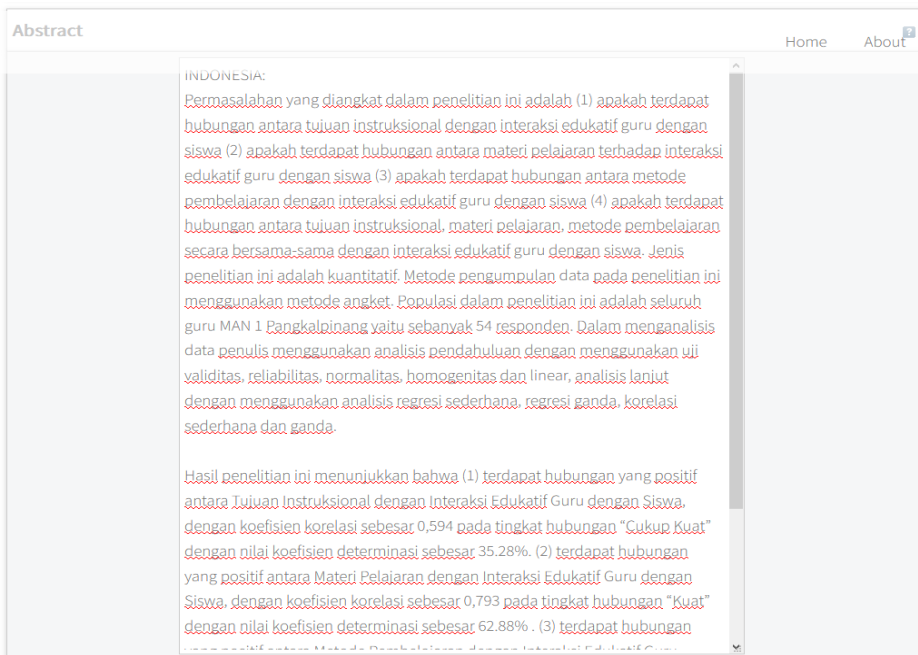 Abstract
Home About
?
INDONESIA:
Permasalahan yang diangkat dalam penelitian ini adalah (1) apakah terdapat
hubungan antara tujuan instruksional dengan interaksi edukatif guru dengan
siswa (2) apakah terdapat hubungan antara materi pelajaran terhadap interaksi
edukatif guru dengan siswa (3) apakah terdapat hubungan antara metode
pembelajaran dengan interaksi edukatif guru dengan siswa (4) apakah terdapat
hubungan antara tujuan instruksional, materi pelajaran, metode pembelajaran
secara bersama-sama dengan interaksi edukatif guru dengan siswa. Jenis
penelitian ini adalah kuantitatif. Metode pengumpulan data pada penelitian ini
menggunakan metode angket. Populasi dalam penelitian ini adalah seluruh
guru MAN 1 Pangkalpinang yaitu sebanyak 54 responden. Dalam menganalisis
data penulis menggunakan analisis pendahuluan dengan menggunakan uji
validitas, reliabilitas, normalitas, homogenitas dan linear, analisis lanjut
dengan menggunakan analisis regresi sederhana, regresi ganda, korelasi
sederhana dan ganda.
Hasil penelitian ini menunjukkan bahwa (1) terdapat hubungan yang positif
antara Tujuan Instruksional dengan Interaksi Edukatif Guru dengan Siswa,
dengan koefisien korelasi sebesar 0,594 pada tingkat hubungan “Cukup Kuat”
dengan nilai koefisien determinasi sebesar 35.28%. (2) terdapat hubungan
yang positif antara Materi Pelajaran dengan Interaksi Edukatif Guru dengan
Siswa, dengan koefisien korelasi sebesar 0,793 pada tingkat hubungan “Kuat”
dengan nilai koefisien determinasi sebesar 62.88% . (3) terdapat hubungan
yang positif antara Metode Pembelajaran dengan Interaksi Edukatif Guru